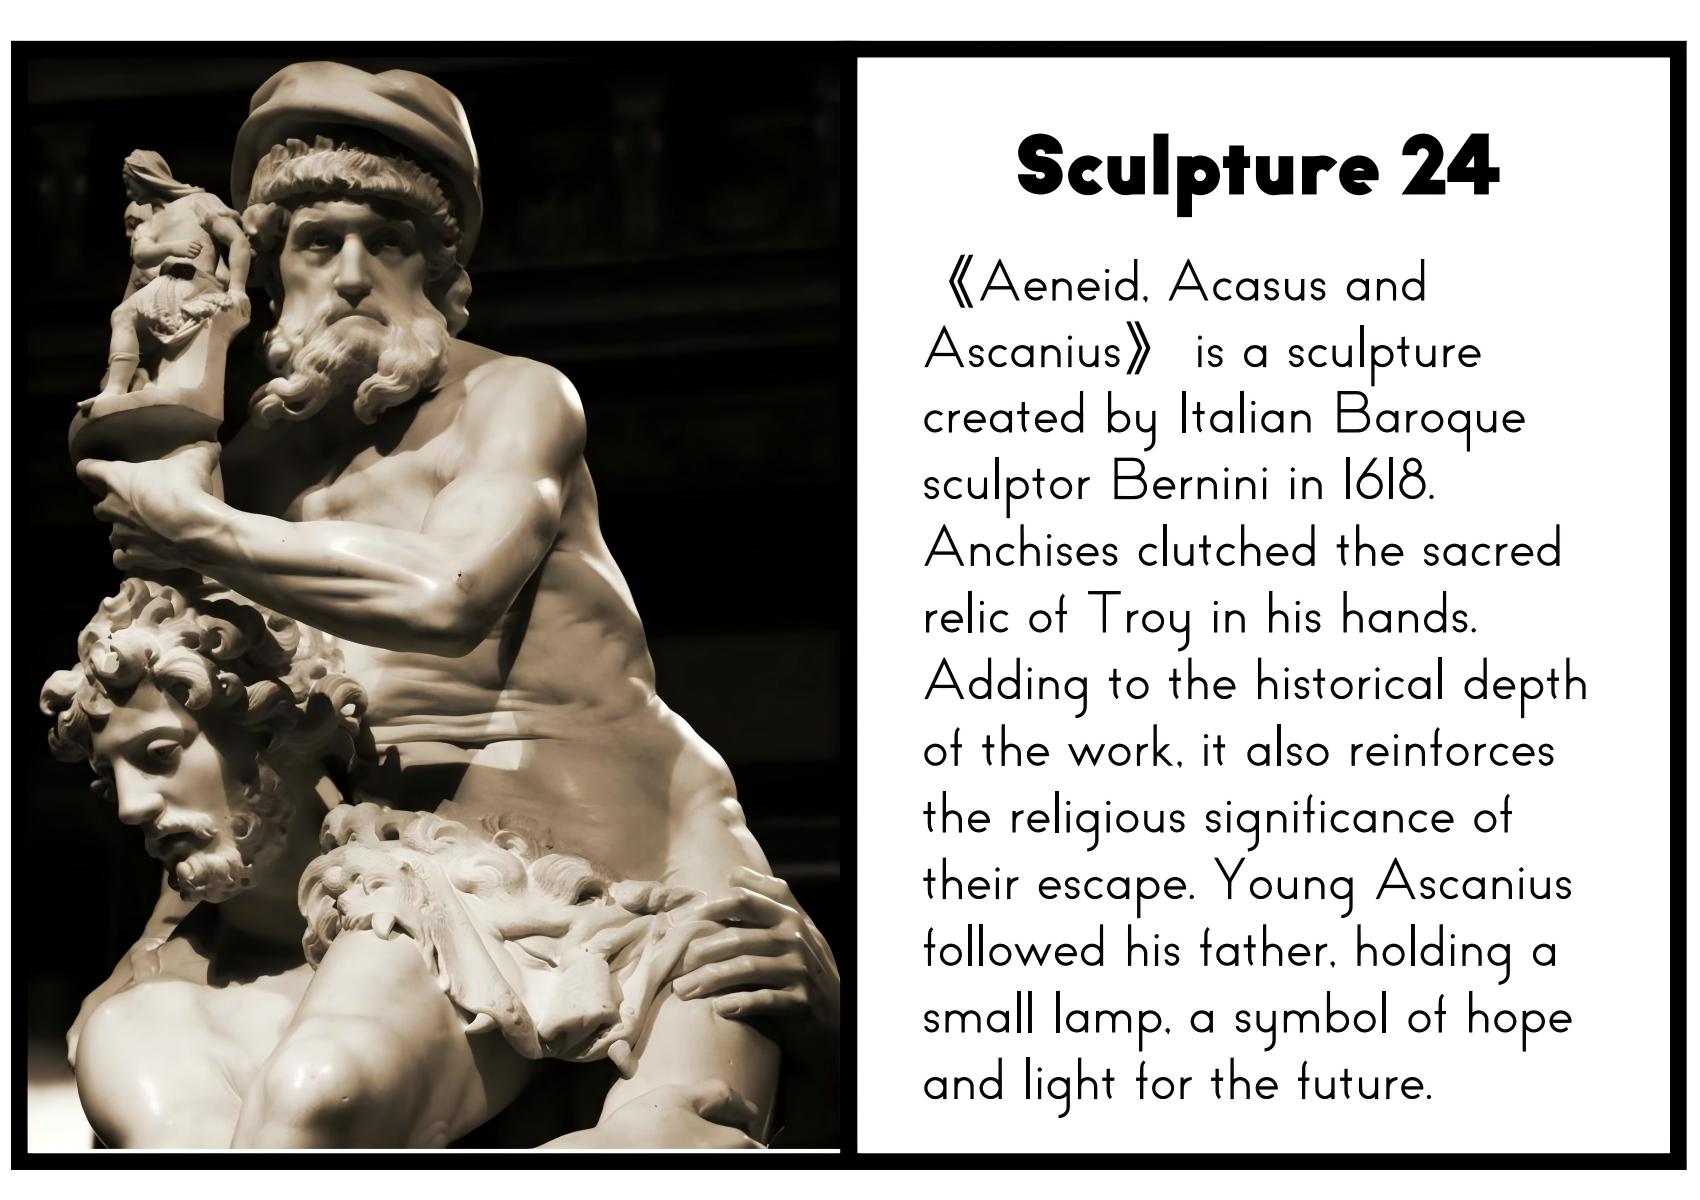 Sculpture 24
《Aeneid, Acasus and
Ascanius》 is a sculpture
created by Italian Baroque
sculptor Bernini in 1618.
Anchises clutched the sacred
relic of Troy in his hands.
Adding to the historical depth
of the work, it also reinforces
the religious significance of
their escape. Young Ascanius
followed his father, holding a
small lamp, a symbol of hope
and light for the future.